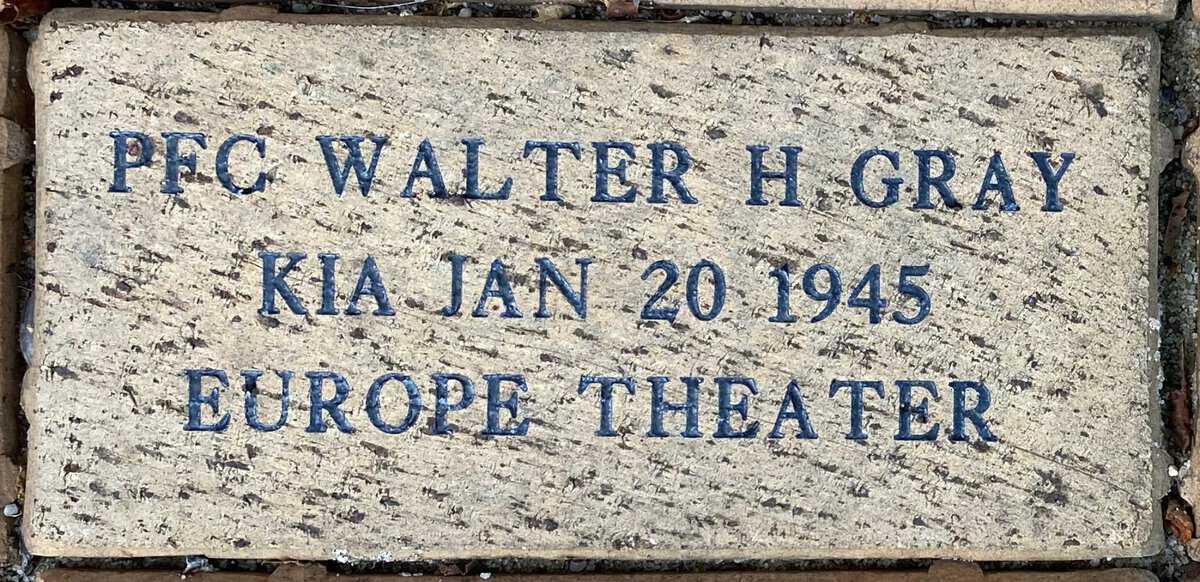 PFC WALTER H GRAY
KIA JAN 20 1945
EUROPE THEATER